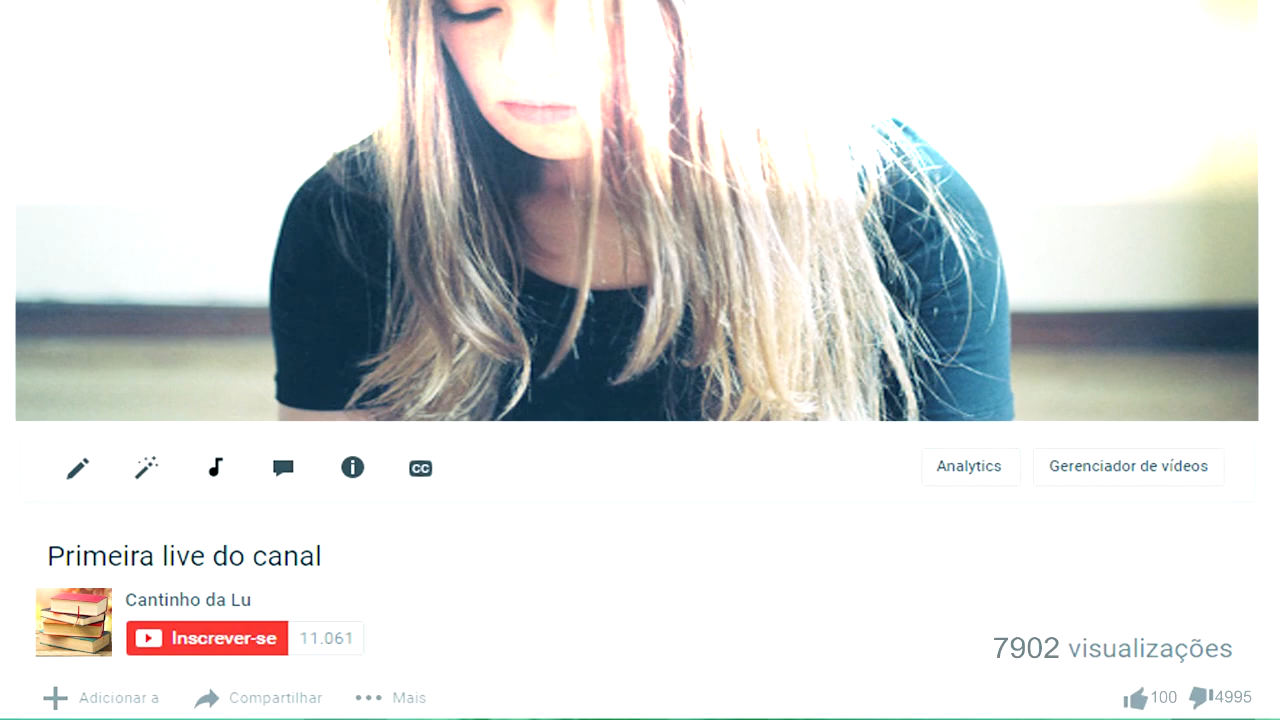 cc Analytics Gerenciador de vídeos
Primeira live do canal
Cantinho da Lu
Inscrever-se 11.061
7902 visualizações
Adicionar a Compartilhar Mais 100 4995